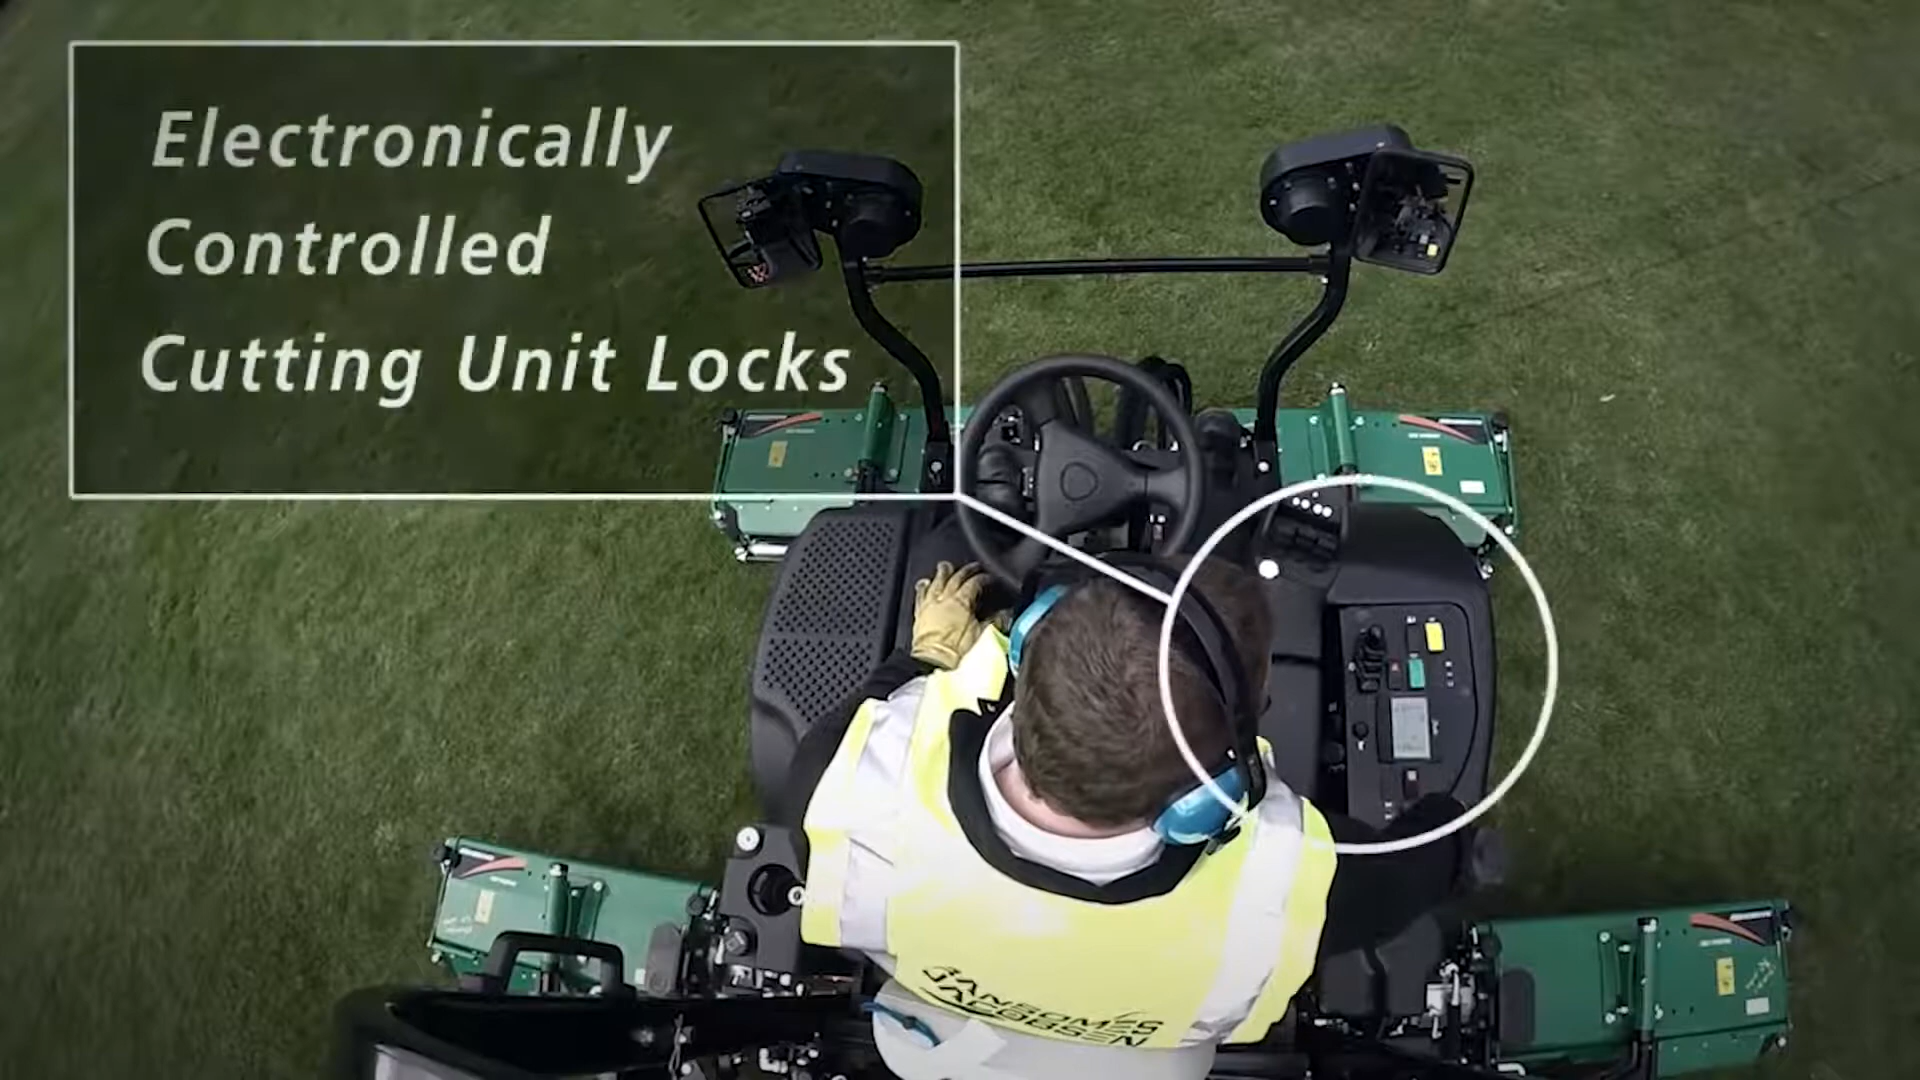 Electronically
Controlled
Cutting Unit Locks
RANSOMES
JACOBSEN